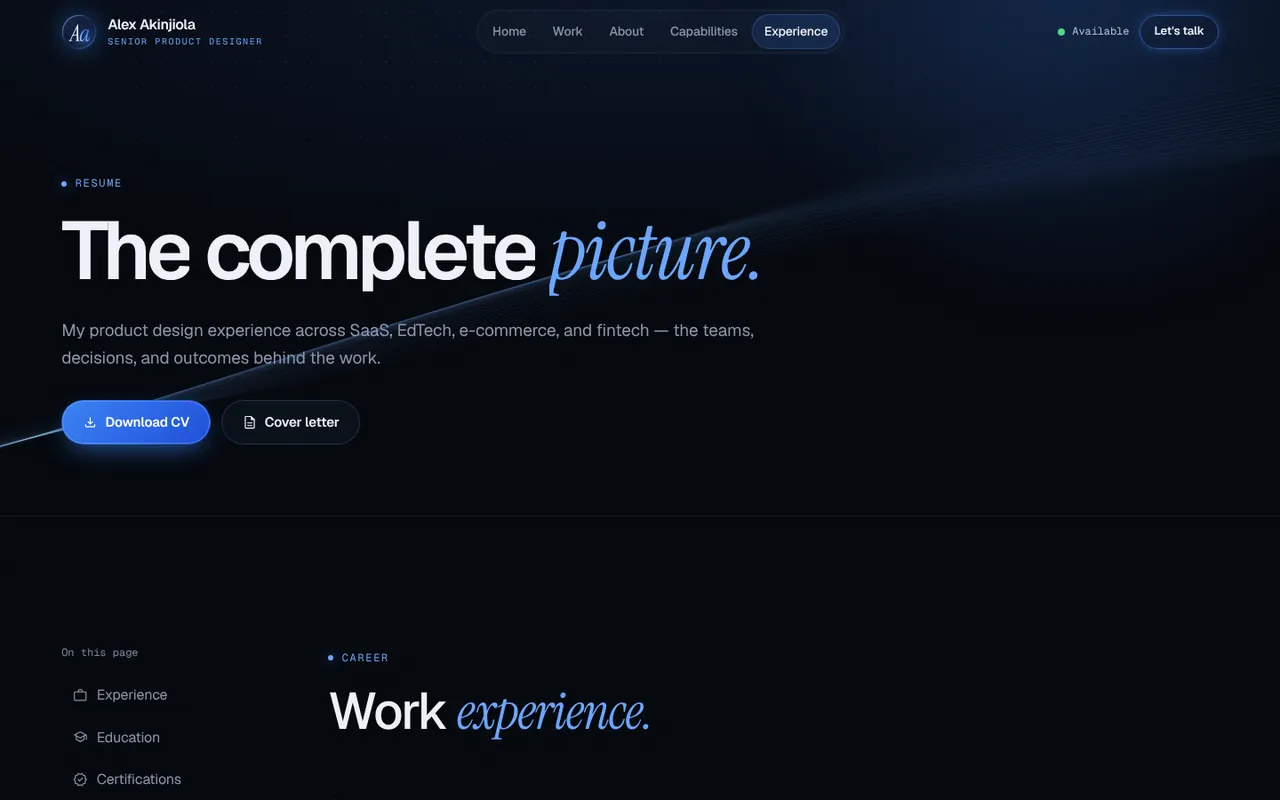 Aa
Alex Akinjiola
SENIOR PRODUCT DESIGNER
Home
Work
About
Capabilities
Experience
Available
Let's talk
RESUME
The complete picture.
My product design experience across SaaS, EdTech, e-commerce, and fintech — the teams,
decisions, and outcomes behind the work.
Download CV
Cover letter
On this page
Experience
Education
Certifications
CAREER
Work experience.